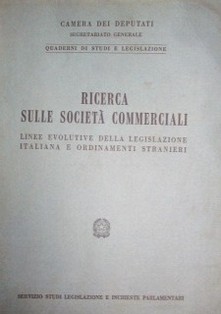 CAMERA DEI DEPUTATI
SEGRETARIATO GENERALE
QUADERNI DI STUDI E LEGISLAZIONE
RICERCA
SULLE SOCIETÀ COMMERCIALI
LINEE EVOLUTIVE DELLA LEGISLAZIONE
ITALIANA E ORDINAMENTI STRANIERI
SERVIZIO STUDI LEGISLAZIONE E INCHIESTE PARLAMENTARI